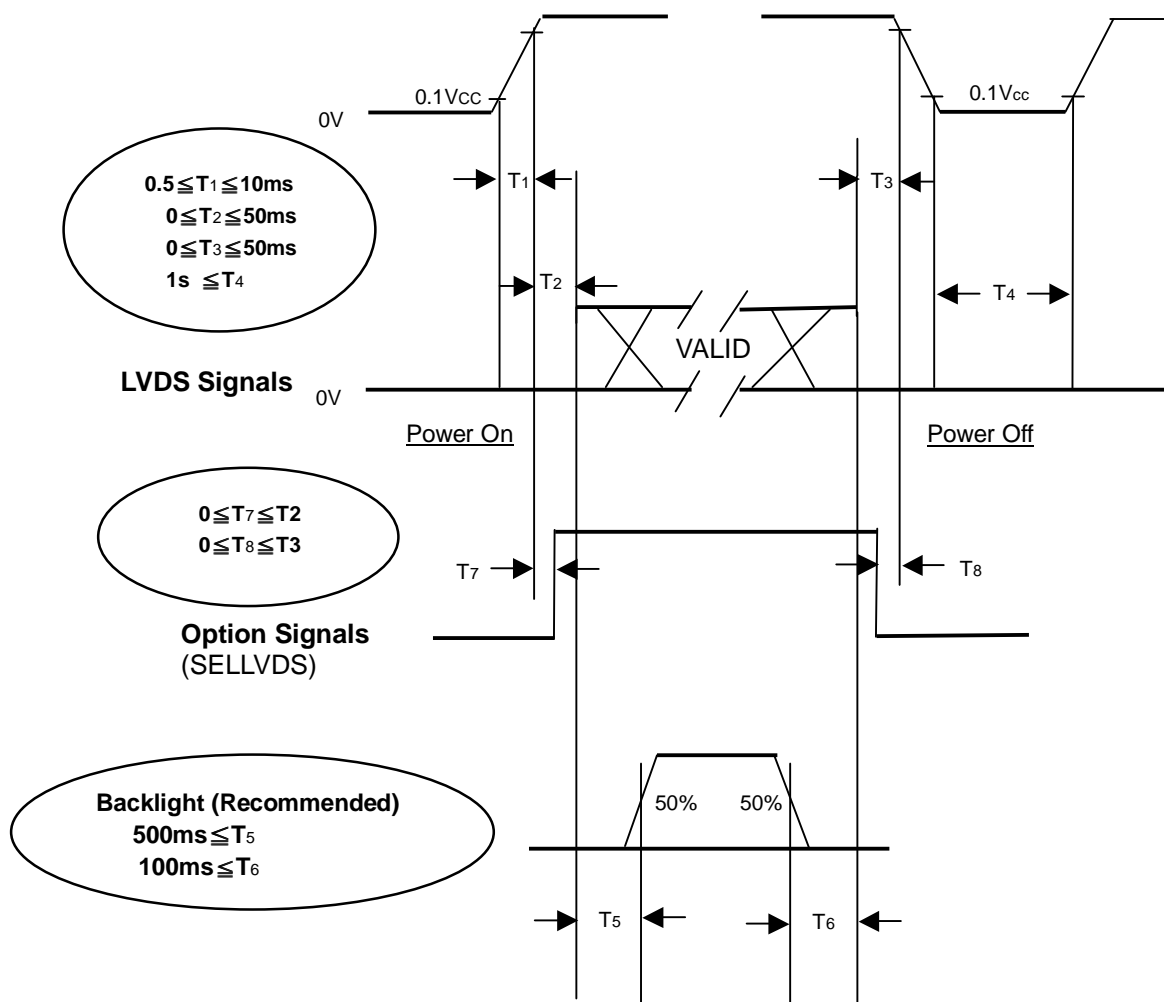 0.1VCC
0.1Vcc
0V
0.5≦T1≦10ms
0≦T2≦50ms
0≦T3≦50ms
1s ≦T4
T1
T3
T2
T4
VALID
LVDS Signals
0V
Power On
Power Off
0≦T7≦T2
0≦T8≦T3
T7
T8
Option Signals
(SELLVDS)
Backlight (Recommended)
500ms≦T5
100ms≦T6
50%
50%
T5
T6